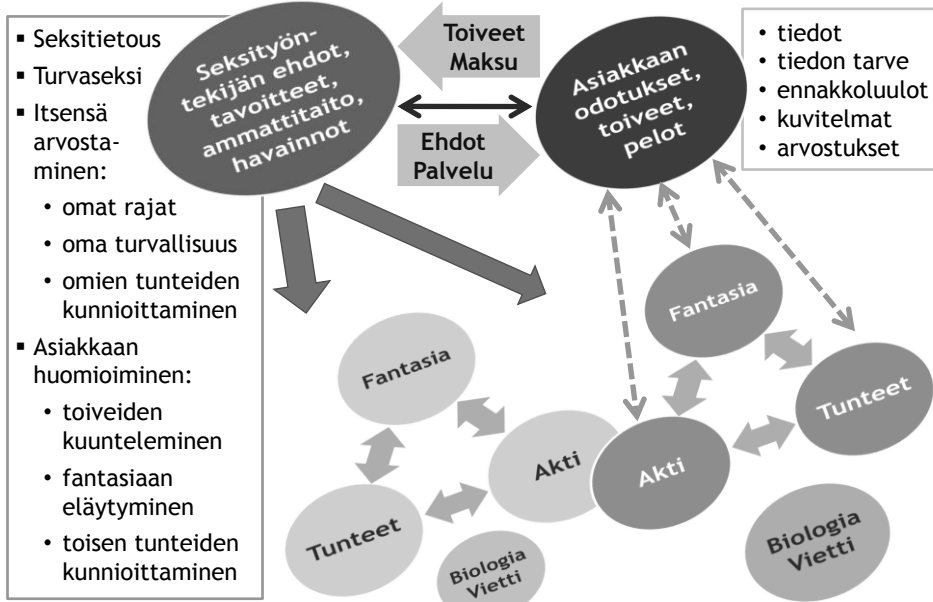 ▪ Seksitietous
▪ Turvaseksi
▪ Itsensä
arvosta-
minen:
• omat rajat
• oma turvallisuus
• omien tunteiden
kunnioittaminen
▪ Asiakkaan
huomioiminen:
• toiveiden
kuunteleminen
• fantasiaan
eläytyminen
• toisen tunteiden
kunnioittaminen
Seksityön-
tekijän ehdot,
tavoitteet,
ammattitaito,
havainnot
Toiveet
Maksu
Ehdot
Palvelu
Asiakkaan
odotukset,
toiveet,
pelot
• tiedot
• tiedon tarve
• ennakkoluulot
• kuvitelmat
• arvostukset
Fantasia
Tunteet
Akti
Biologia
Vietti
Fantasia
Tunteet
Akti
Biologia
Vietti